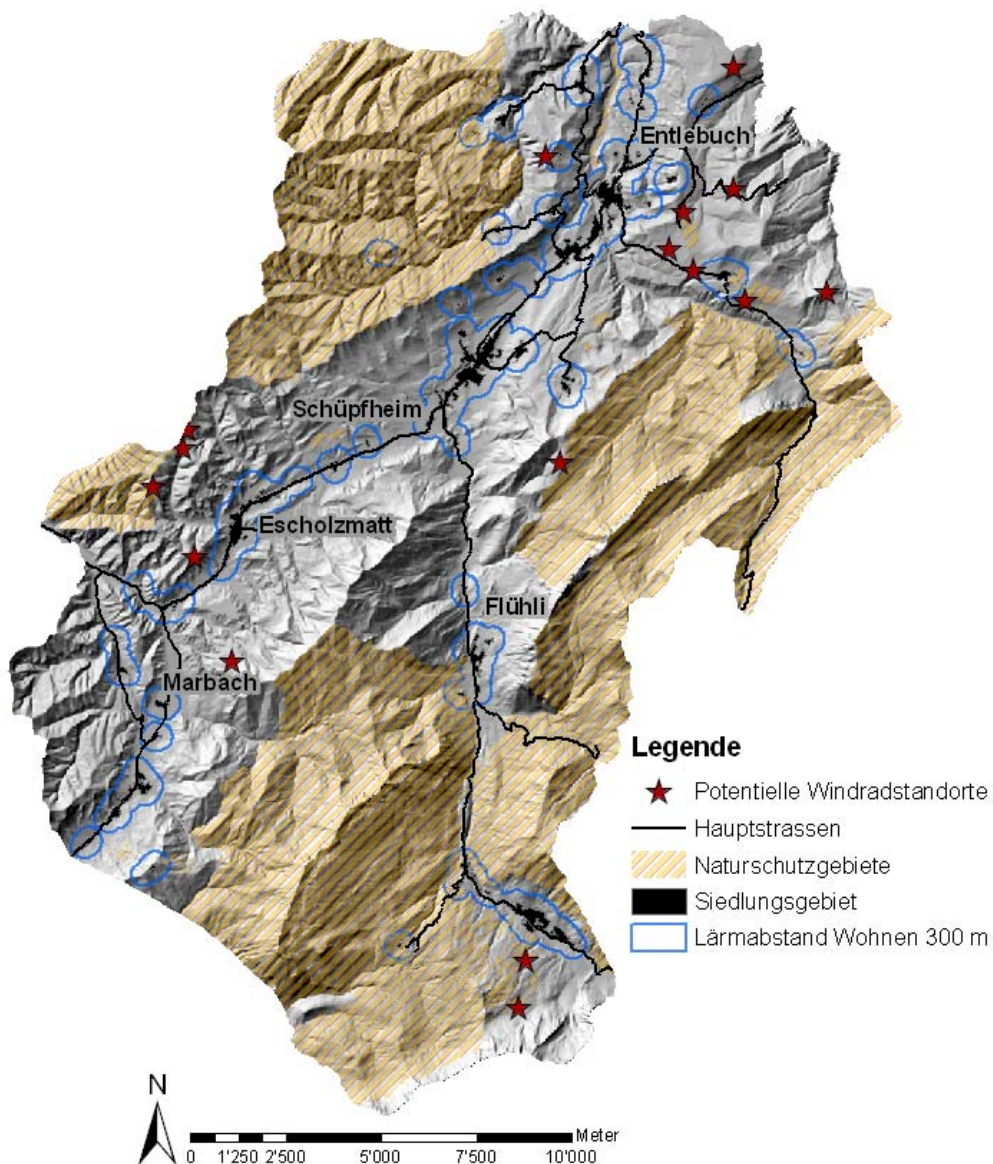 Entlebuch
Schüpfheim
Escholzmatt
Flühli
Marbach
Legende
Potentielle Windradstandorte
Hauptstrassen
Naturschutzgebiete
Siedlungsgebiet
Lärmabstand Wohnen 300 m
N
Meter
0 1'250 2'500 5'000 7'500 10'000